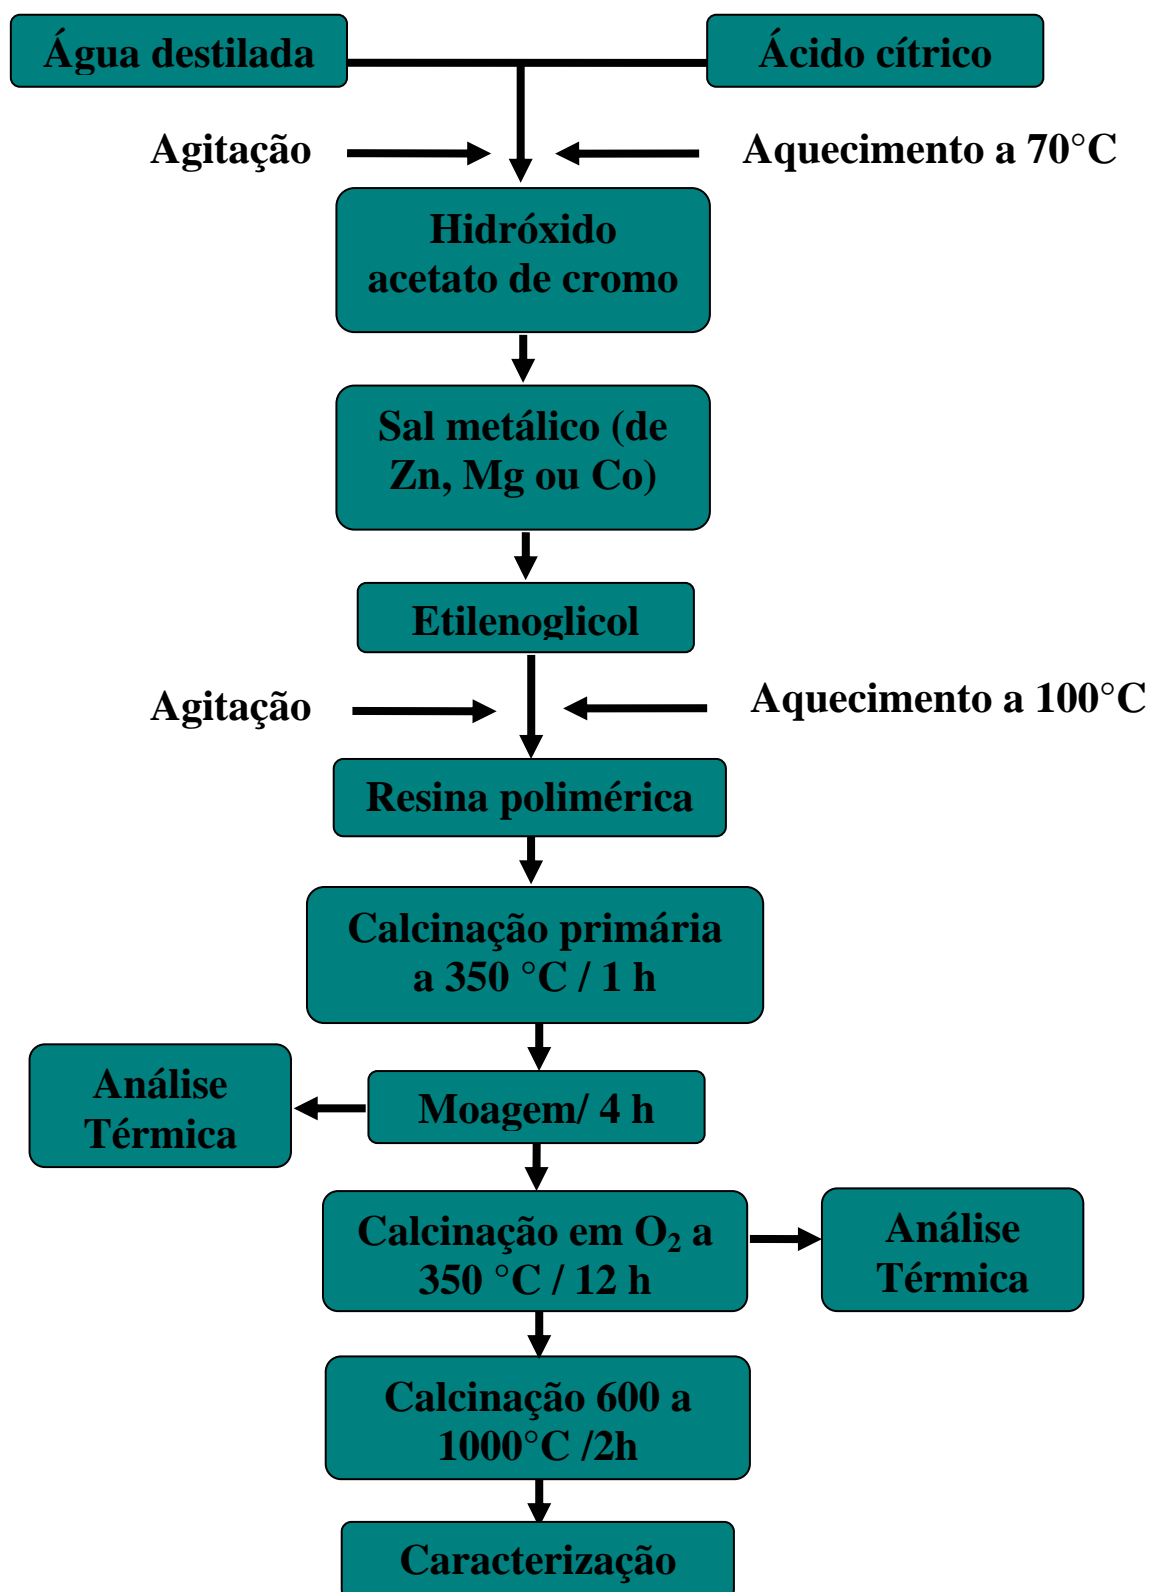 Água destilada
Ácido cítrico
Agitação
Aquecimento a 70°C
Hidróxido
acetato de cromo
Sal metálico (de
Zn, Mg ou Co)
Etilenoglicol
Agitação
Aquecimento a 100°C
Resina polimérica
Calcinação primária
a 350 °C / 1 h
Análise
Térmica
Moagem/ 4 h
Calcinação em O₂ a
350 °C / 12 h
Análise
Térmica
Calcinação 600 a
1000°C /2h
Caracterização